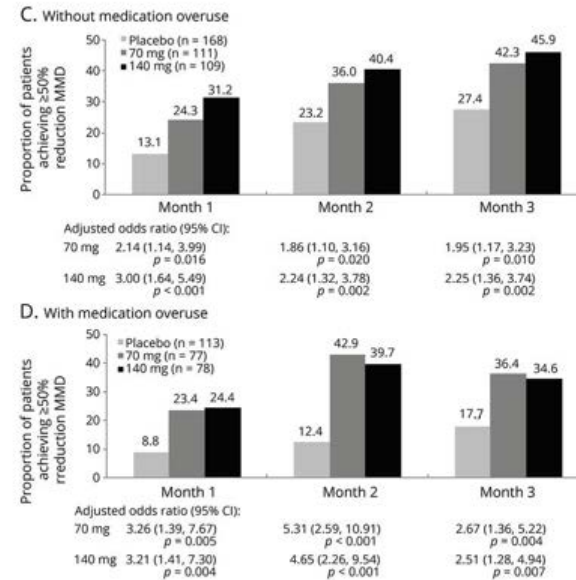 C. Without medication overuse
Proportion of patients
achieving ≥50%
reduction MMD
50
40
30
20
10
0
Placebo (n = 168)
70 mg (n = 111)
140 mg (n = 109)
13.1
24.3
31.2
23.2
36.0
40.4
27.4
42.3
45.9
Month 1 Month 2 Month 3
Adjusted odds ratio (95% CI):
70 mg 2.14 (1.14, 3.99) 1.86 (1.10, 3.16) 1.95 (1.17, 3.23)
p = 0.016 p = 0.020 p = 0.010
140 mg 3.00 (1.64, 5.49) 2.24 (1.32, 3.78) 2.25 (1.36, 3.74)
p < 0.001 p = 0.002 p = 0.002
D. With medication overuse
Proportion of patients
achieving ≥50%
rreduction MMD
50
40
30
20
10
0
Placebo (n = 113)
70 mg (n = 77)
140 mg (n = 78)
8.8
23.4
24.4
12.4
42.9
39.7
17.7
36.4
34.6
Month 1 Month 2 Month 3
Adjusted odds ratio (95% CI):
70 mg 3.26 (1.39, 7.67) 5.31 (2.59, 10.91) 2.67 (1.36, 5.22)
p = 0.005 p < 0.001 p = 0.004
140 mg 3.21 (1.41, 7.30) 4.65 (2.26, 9.54) 2.51 (1.28, 4.94)
p = 0.004 p < 0.001 p = 0.007